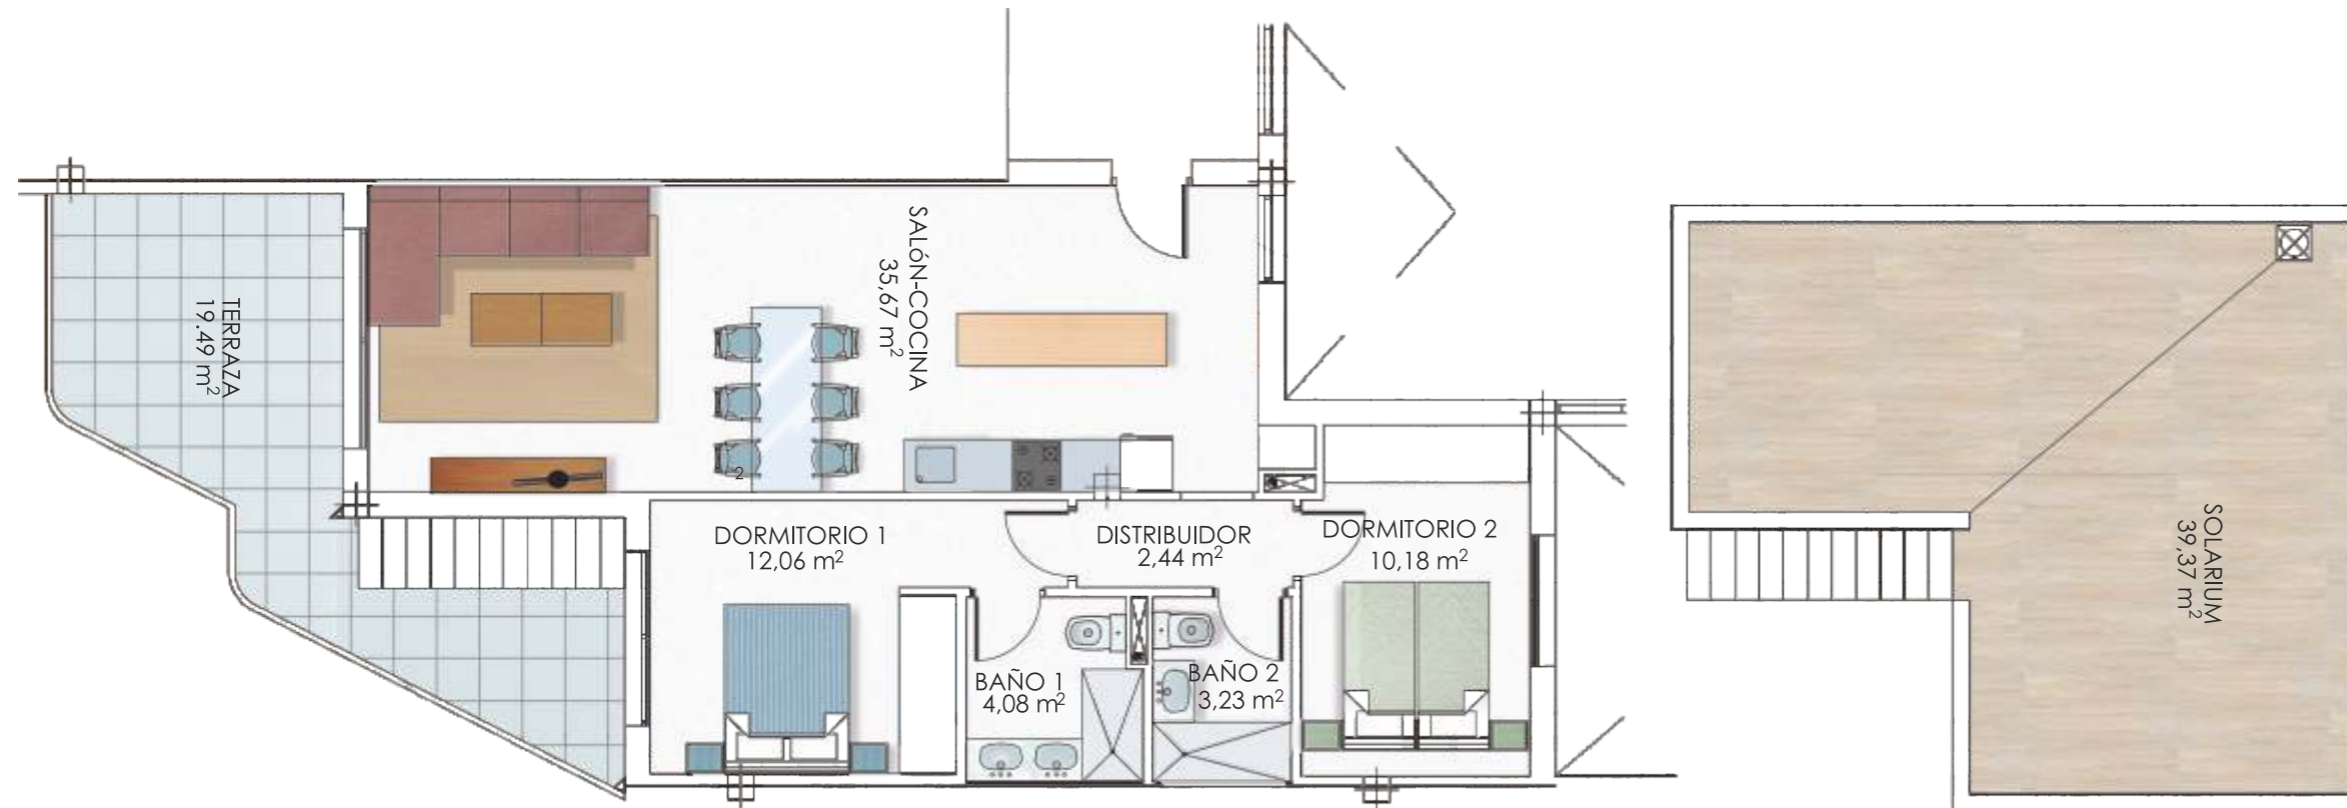 TERRAZA
19.49 m²
SALóN-COCINA
35,67 m²
2
DORMITORIO 1
12,06 m²
DISTRIBUIDOR
2,44 m²
DORMITORIO 2
10,18 m²
BAÑO 1
4,08 m²
BAÑO 2
3,23 m²
SOLARIUM
39,37 m²